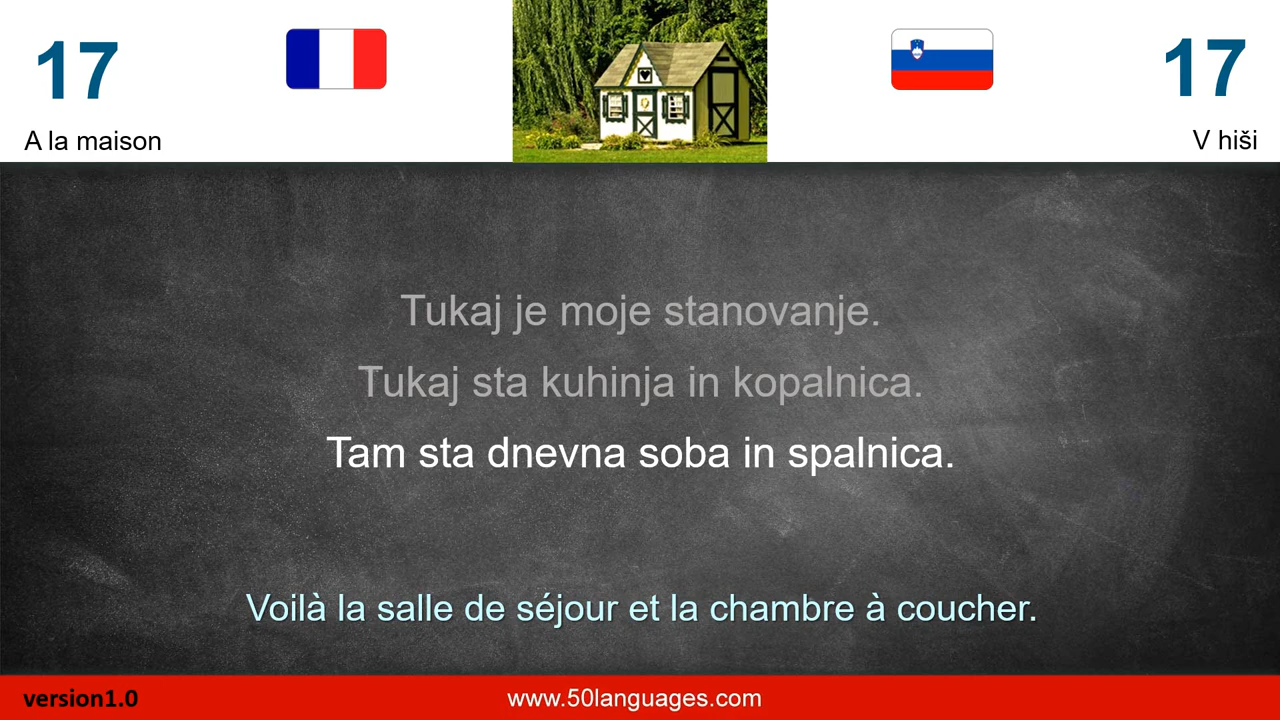 17
17
A la maison
V hiši
Tukaj je moje stanovanje.
Tukaj sta kuhinja in kopalnica.
Tam sta dnevna soba in spalnica.
Voilà la salle de séjour et la chambre à coucher.
version1.0
www.50languages.com